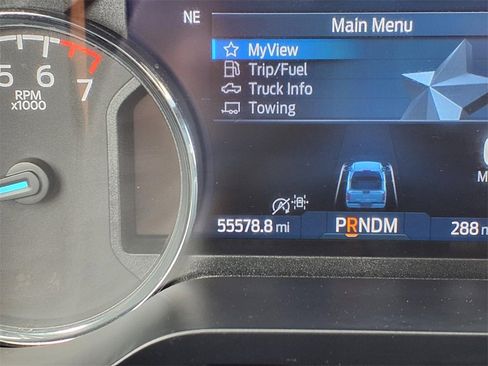 NE
Main Menu
MyView
Trip/Fuel
Truck Info
Towing
5 6 7
RPM
x1000
55578.8 mi
PRNDM
288